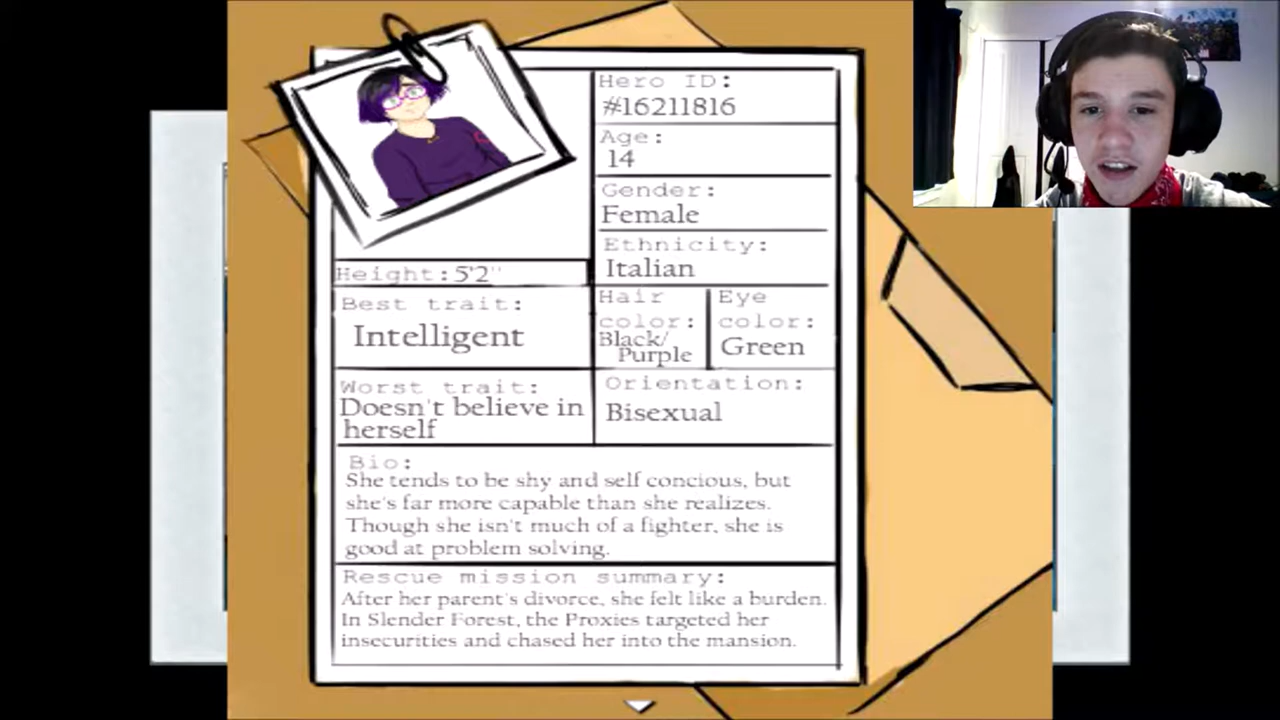 Hero ID:
#16211816
Age:
14
Gender:
Female
Ethnicity:
Italian
Height: 5'2"
Hair color:
Black/
Purple
Eye color:
Green
Best trait:
Intelligent
Worst trait:
Doesn't believe in
herself
Orientation:
Bisexual
Bio:
She tends to be shy and self concious, but
she's far more capable than she realizes.
Though she isn't much of a fighter, she is
good at problem solving.
Rescue mission summary:
After her parent's divorce, she felt like a burden.
In Slender Forest, the Proxies targeted her
insecurities and chased her into the mansion.